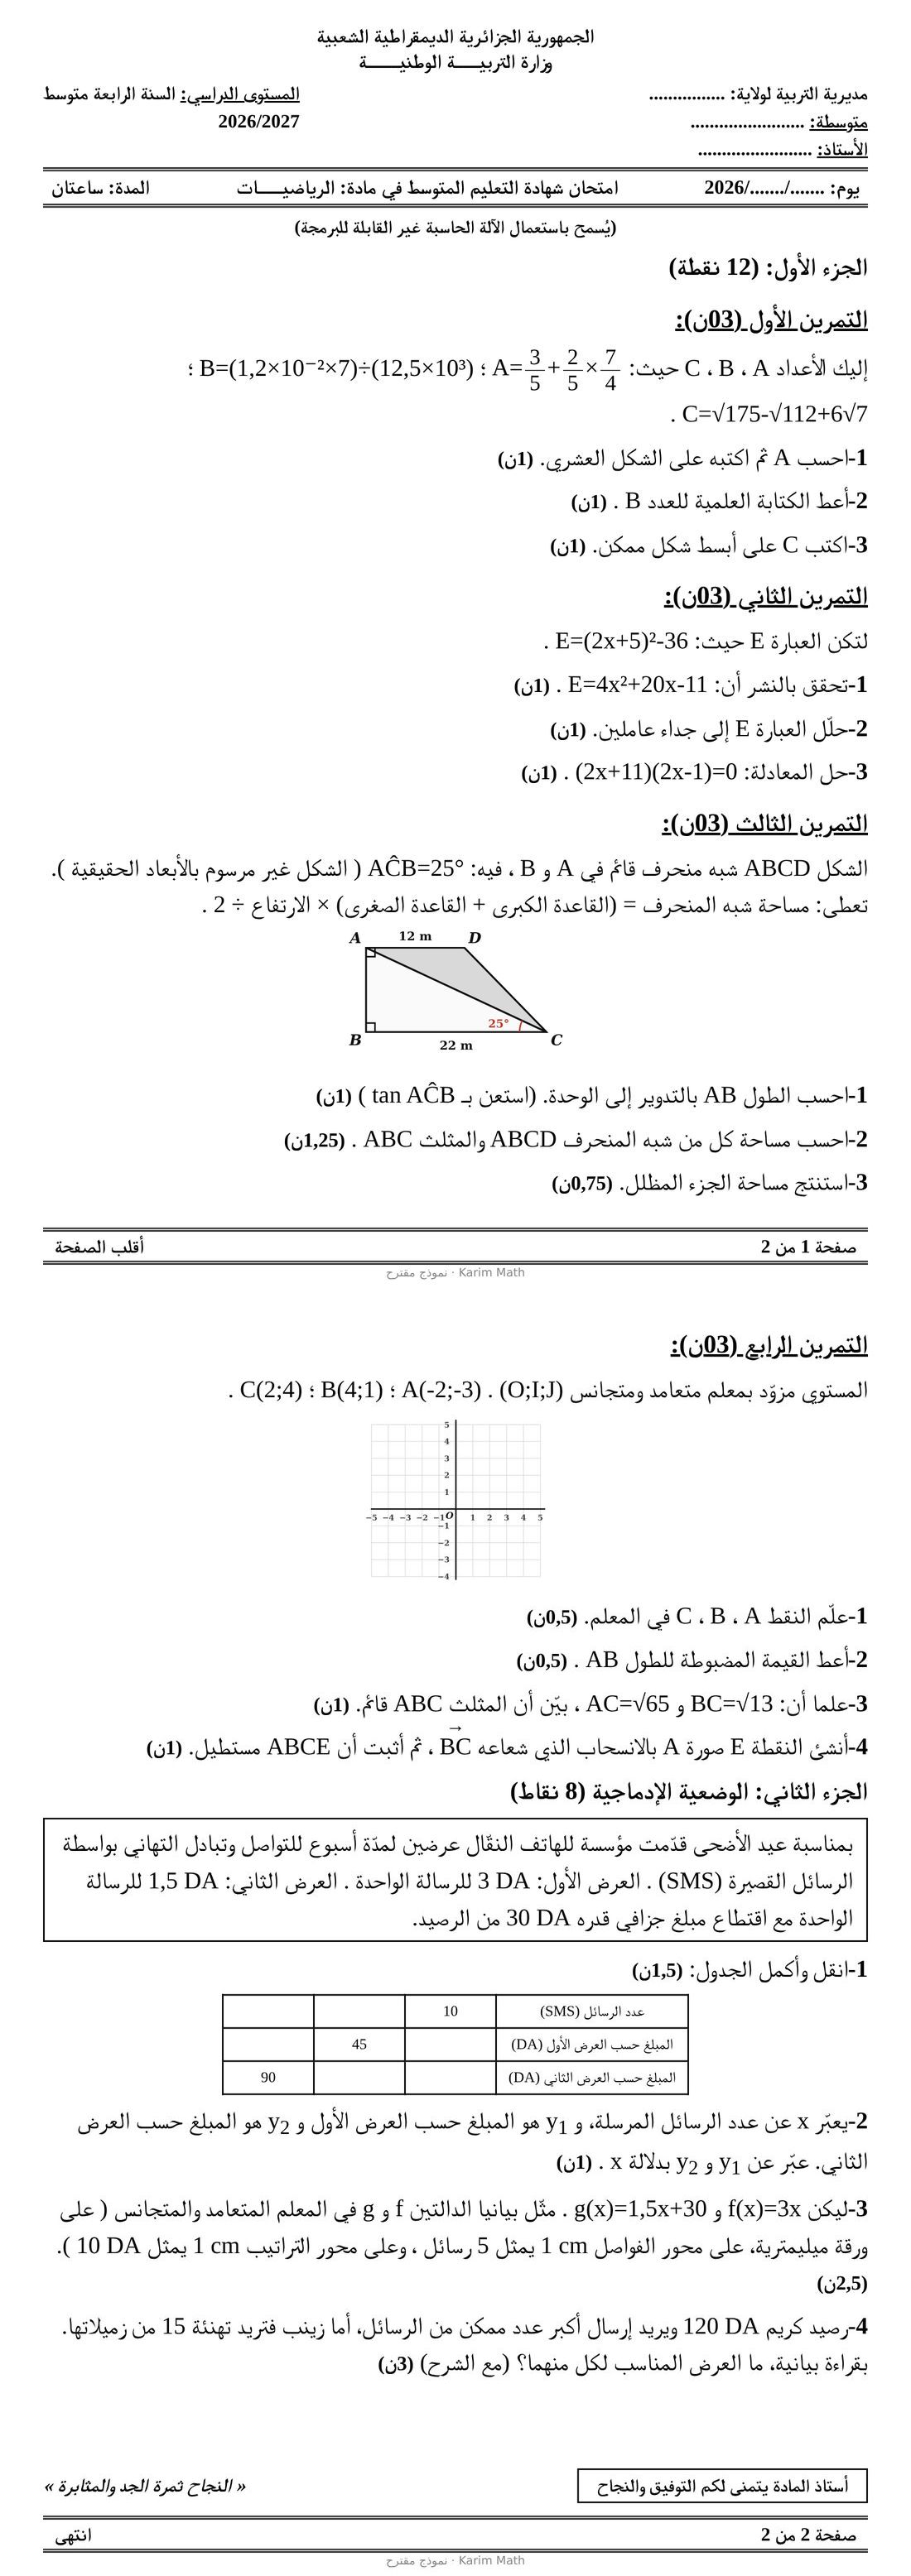 الجمهورية الجزائرية الديمقراطية الشعبية
وزارة التربيـــــة الوطنيـــــــة
مديرية التربية لولاية: ................
المستوى الدراسي: السنة الرابعة متوسط
متوسطة: ........................
2026/2027
الأستاذ: ........................
يوم: ......./......./2026
امتحان شهادة التعليم المتوسط في مادة: الرياضيـــــات
المدة: ساعتان
(يُسمح باستعمال الآلة الحاسبة غير القابلة للبرمجة)
الجزء الأول: (12 نقطة)
التمرين الأول (03ن):
إليك الأعداد A ، B ، C حيث: A=3/5+2/5×7/4 ؛ B=(1,2×10⁻²×7)÷(12,5×10³) ؛
C=√175-√112+6√7 .
1-احسب A ثم اكتبه على الشكل العشري. (1ن)
2-أعط الكتابة العلمية للعدد B . (1ن)
3-اكتب C على أبسط شكل ممكن. (1ن)
التمرين الثاني (03ن):
لتكن العبارة E حيث: E=(2x+5)²-36 .
1-تحقق بالنشر أن: E=4x²+20x-11 . (1ن)
2-حلّل العبارة E إلى جداء عاملين. (1ن)
3-حل المعادلة: (2x+11)(2x-1)=0 . (1ن)
التمرين الثالث (03ن):
الشكل ABCD شبه منحرف قائم في A و B ، فيه: AĈB=25° ( الشكل غير مرسوم بالأبعاد الحقيقية ).
تعطى: مساحة شبه المنحرف = (القاعدة الكبرى + القاعدة الصغرى) × الارتفاع ÷ 2 .
A 12 m D
25°
B 22 m C
1-احسب الطول AB بالتدوير إلى الوحدة. (استعن بـ tan AĈB ) (1ن)
2-احسب مساحة كل من شبه المنحرف ABCD والمثلث ABC . (1,25ن)
3-استنتج مساحة الجزء المظلل. (0,75ن)
صفحة 1 من 2
أقلب الصفحة
Karim Math · نموذج مقترح
التمرين الرابع (03ن):
المستوي مزوّد بمعلم متعامد ومتجانس (O;I;J) . A(-2;-3) ؛ B(4;1) ؛ C(2;4) .
5
4
3
2
1
−5 −4 −3 −2 −1 O 1 2 3 4 5
−1
−2
−3
−4
1-علّم النقط A ، B ، C في المعلم. (0,5ن)
2-أعط القيمة المضبوطة للطول AB . (0,5ن)
3-علما أن: BC=√13 و AC=√65 ، بيّن أن المثلث ABC قائم. (1ن)
4-أنشئ النقطة E صورة A بالانسحاب الذي شعاعه BC→ ، ثم أثبت أن ABCE مستطيل. (1ن)
الجزء الثاني: الوضعية الإدماجية (8 نقاط)
بمناسبة عيد الأضحى قدّمت مؤسسة للهاتف النقّال عرضين لمدّة أسبوع للتواصل وتبادل التهاني بواسطة
الرسائل القصيرة (SMS) . العرض الأول: 3 DA للرسالة الواحدة . العرض الثاني: 1,5 DA للرسالة
الواحدة مع اقتطاع مبلغ جزافي قدره 30 DA من الرصيد.
1-انقل وأكمل الجدول: (1,5ن)
عدد الرسائل (SMS) 10
المبلغ حسب العرض الأول (DA) 45
المبلغ حسب العرض الثاني (DA) 90
2-يعبّر x عن عدد الرسائل المرسلة، و y₁ هو المبلغ حسب العرض الأول و y₂ هو المبلغ حسب العرض
الثاني. عبّر عن y₁ و y₂ بدلالة x . (1ن)
3-ليكن f(x)=3x و g(x)=1,5x+30 . مثّل بيانيا الدالتين f و g في المعلم المتعامد والمتجانس ( على
ورقة ميليمترية، على محور الفواصل 1 cm يمثل 5 رسائل ، وعلى محور التراتيب 1 cm يمثل 10 DA ).
(2,5ن)
4-رصيد كريم 120 DA ويريد إرسال أكبر عدد ممكن من الرسائل، أما زينب فتريد تهنئة 15 من زميلاتها.
بقراءة بيانية، ما العرض المناسب لكل منهما؟ (مع الشرح) (3ن)
أستاذ المادة يتمنى لكم التوفيق والنجاح
« النجاح ثمرة الجد والمثابرة »
صفحة 2 من 2
انتهى
Karim Math · نموذج مقترح